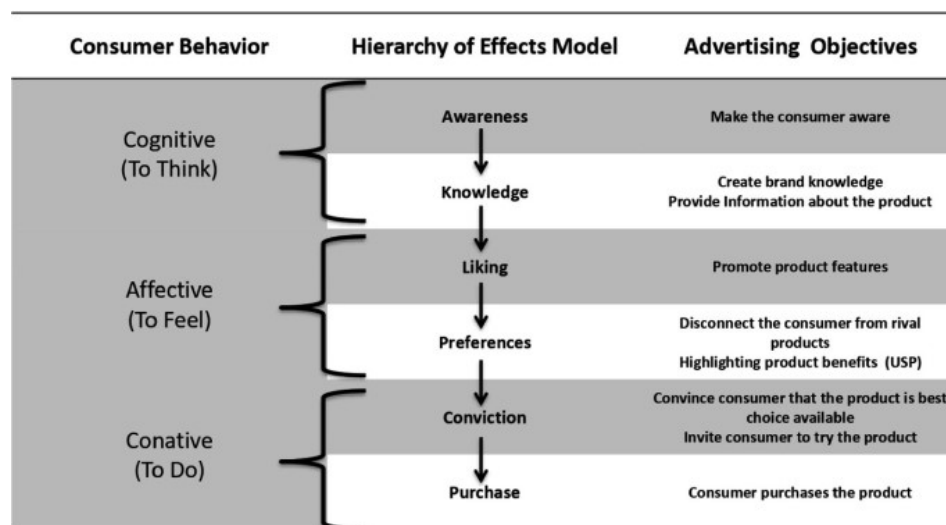 Consumer Behavior
Hierarchy of Effects Model
Advertising Objectives
Cognitive
(To Think)
Awareness
Make the consumer aware
Knowledge
Create brand knowledge
Provide Information about the product
Affective
(To Feel)
Liking
Promote product features
Preferences
Disconnect the consumer from rival
products
Highlighting product benefits (USP)
Conative
(To Do)
Conviction
Convince consumer that the product is best
choice available
Invite consumer to try the product
Purchase
Consumer purchases the product